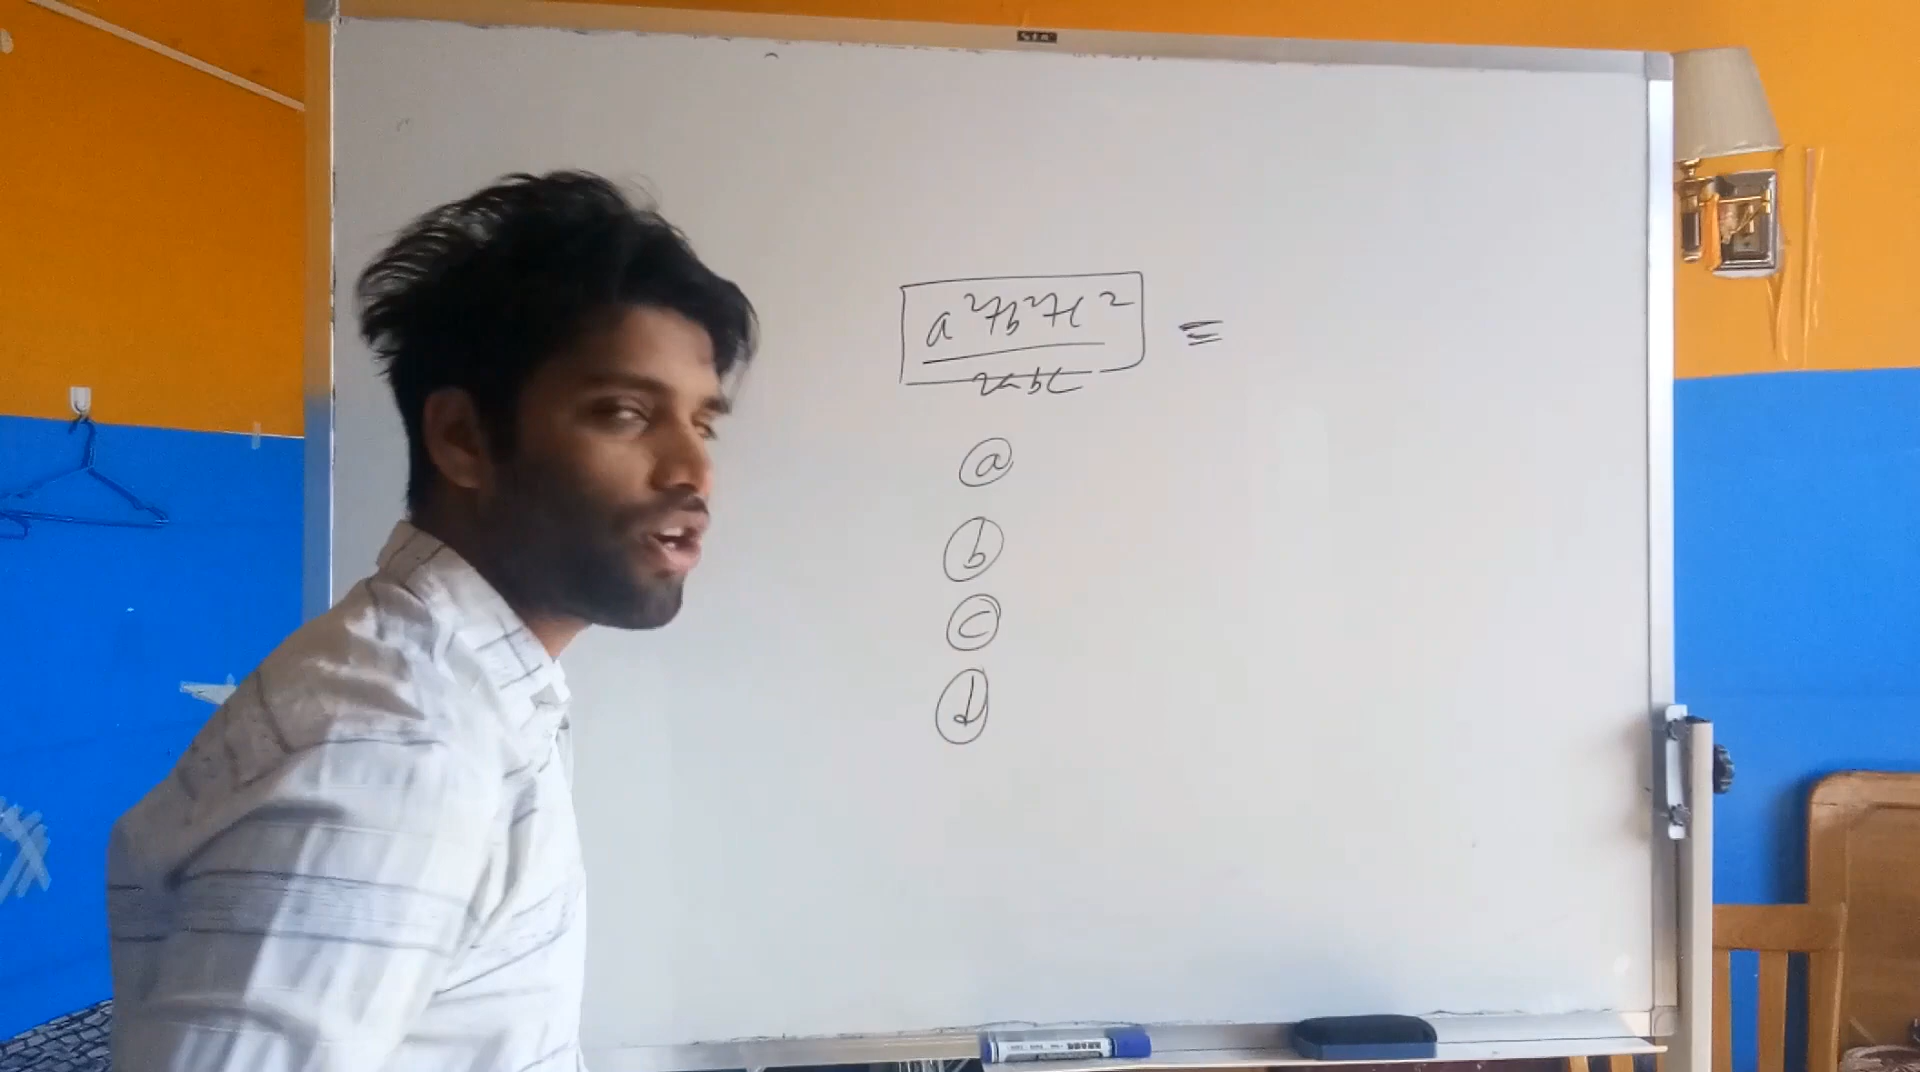 a²+b²+c² =
2abc
a
b
c
d